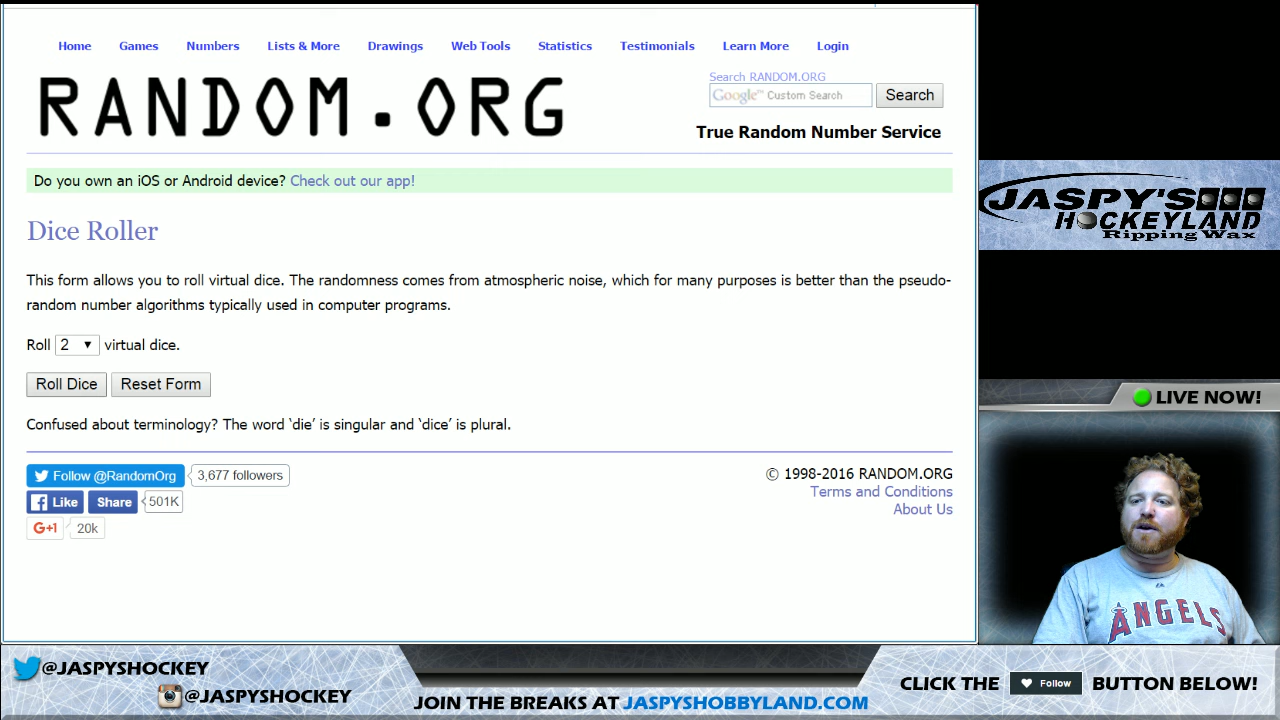 Home Games Numbers Lists & More Drawings Web Tools Statistics Testimonials Learn More Login
RANDOM.ORG
Search RANDOM.ORG
Google™ Custom Search Search
True Random Number Service
Do you own an iOS or Android device? Check out our app!
Dice Roller
This form allows you to roll virtual dice. The randomness comes from atmospheric noise, which for many purposes is better than the pseudo-
random number algorithms typically used in computer programs.
Roll 2 virtual dice.
Roll Dice Reset Form
Confused about terminology? The word ‘die’ is singular and ‘dice’ is plural.
Follow @RandomOrg 3,677 followers
Like Share 501K
G+1 20k
© 1998-2016 RANDOM.ORG
Terms and Conditions
About Us
JASPY'S
HOCKEYLAND
Ripping Wax
LIVE NOW!
ANGELS
@JASPYSHOCKEY
@JASPYSHOCKEY
JOIN THE BREAKS AT JASPYSHOBBYLAND.COM
CLICK THE Follow BUTTON BELOW!